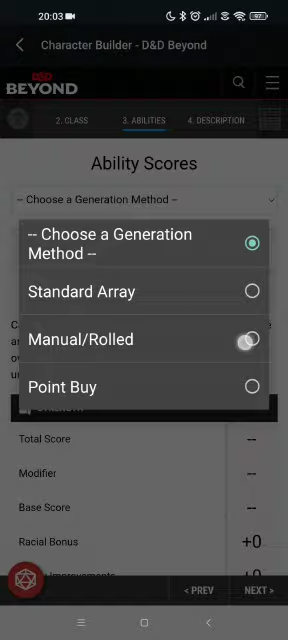 20:03
97
Character Builder - D&D Beyond
D&D
BEYOND
2. CLASS
3. ABILITIES
4. DESCRIPTION
Ability Scores
-- Choose a Generation Method --
-- Choose a Generation
Method --
Standard Array
Manual/Rolled
Point Buy
Total Score
--
Modifier
--
Base Score
--
Racial Bonus
+0
+0
< PREV
NEXT >